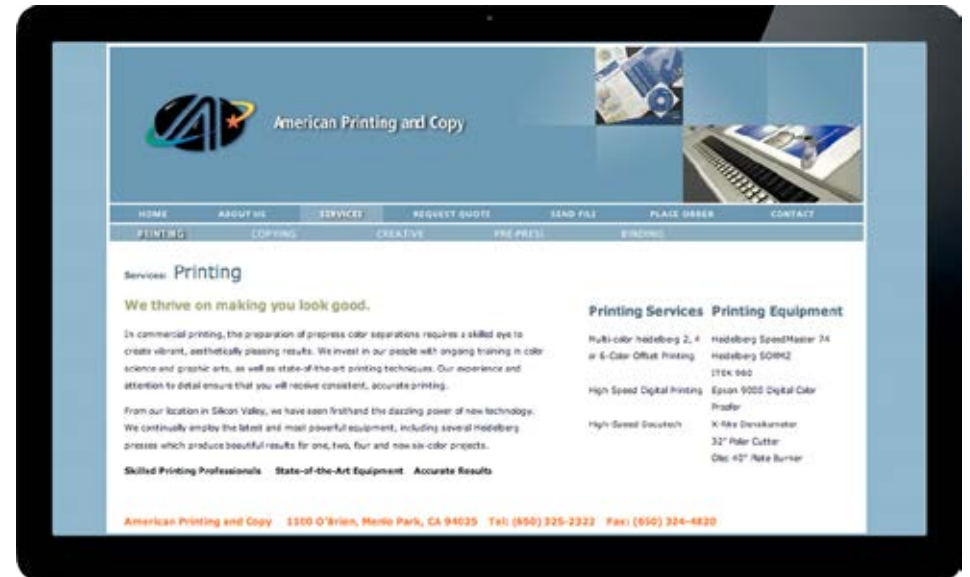 American Printing and Copy
HOME ABOUT US SERVICES REQUEST QUOTE SEND FILE PLACE ORDER CONTACT
PRINTING COPYING CREATIVE PRE-PRESS BINDING
Services: Printing
We thrive on making you look good.
In commercial printing, the preparation of prepress color separations requires a skilled eye to
create vibrant, aesthetically pleasing results. We invest in our people with ongoing training in color
science and graphic arts, as well as state-of-the-art printing techniques. Our experience and
attention to detail ensure that you will receive consistent, accurate printing.
From our location in Silicon Valley, we have seen firsthand the dazzling power of new technology.
We continually employ the latest and most powerful equipment, including several Heidelberg
presses which produce beautiful results for one, two, four and now six-color projects.
Skilled Printing Professionals State-of-the-Art Equipment Accurate Results
Printing Services
Multi-color heidelberg 2, 4
or 6-Color Offset Printing
High Speed Digital Printing
High-Speed Docutech
Printing Equipment
Heidelberg SpeedMaster 74
Heidelberg SORMZ
ITEK 960
Epson 9000 Digital Color
Proofer
X-Rite Densitometer
32" Polar Cutter
Olec 40" Plate Burner
American Printing and Copy 1100 O'Brien, Menlo Park, CA 94025 Tel: (650) 325-2322 Fax: (650) 324-4820